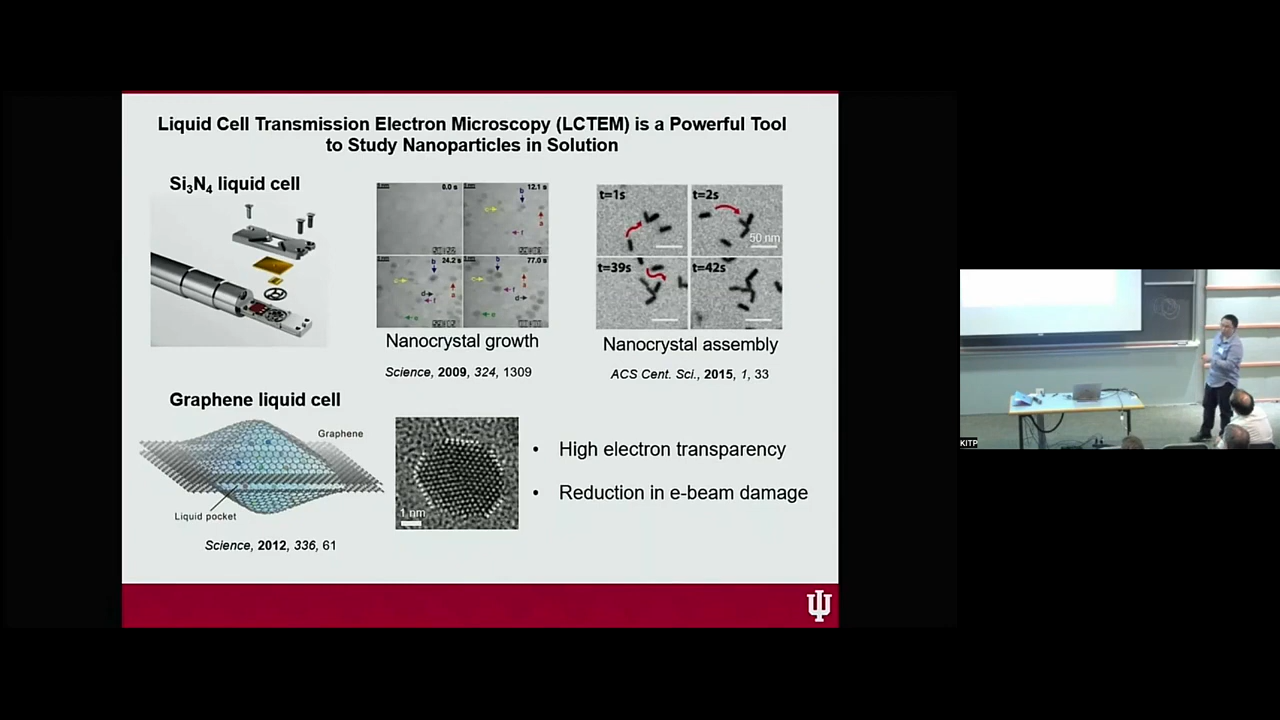 Liquid Cell Transmission Electron Microscopy (LCTEM) is a Powerful Tool
to Study Nanoparticles in Solution
Si₃N₄ liquid cell
0.0 s
12.1 s
b
c
a
f
24.2 s
77.0 s
b
b
c
c
a
a
d
f
d
f
e
e
Nanocrystal growth
Science, 2009, 324, 1309
t=1s
t=2s
50 nm
t=39s
t=42s
Nanocrystal assembly
ACS Cent. Sci., 2015, 1, 33
Graphene liquid cell
Graphene
Liquid pocket
Science, 2012, 336, 61
1 nm
• High electron transparency
• Reduction in e-beam damage
KITP